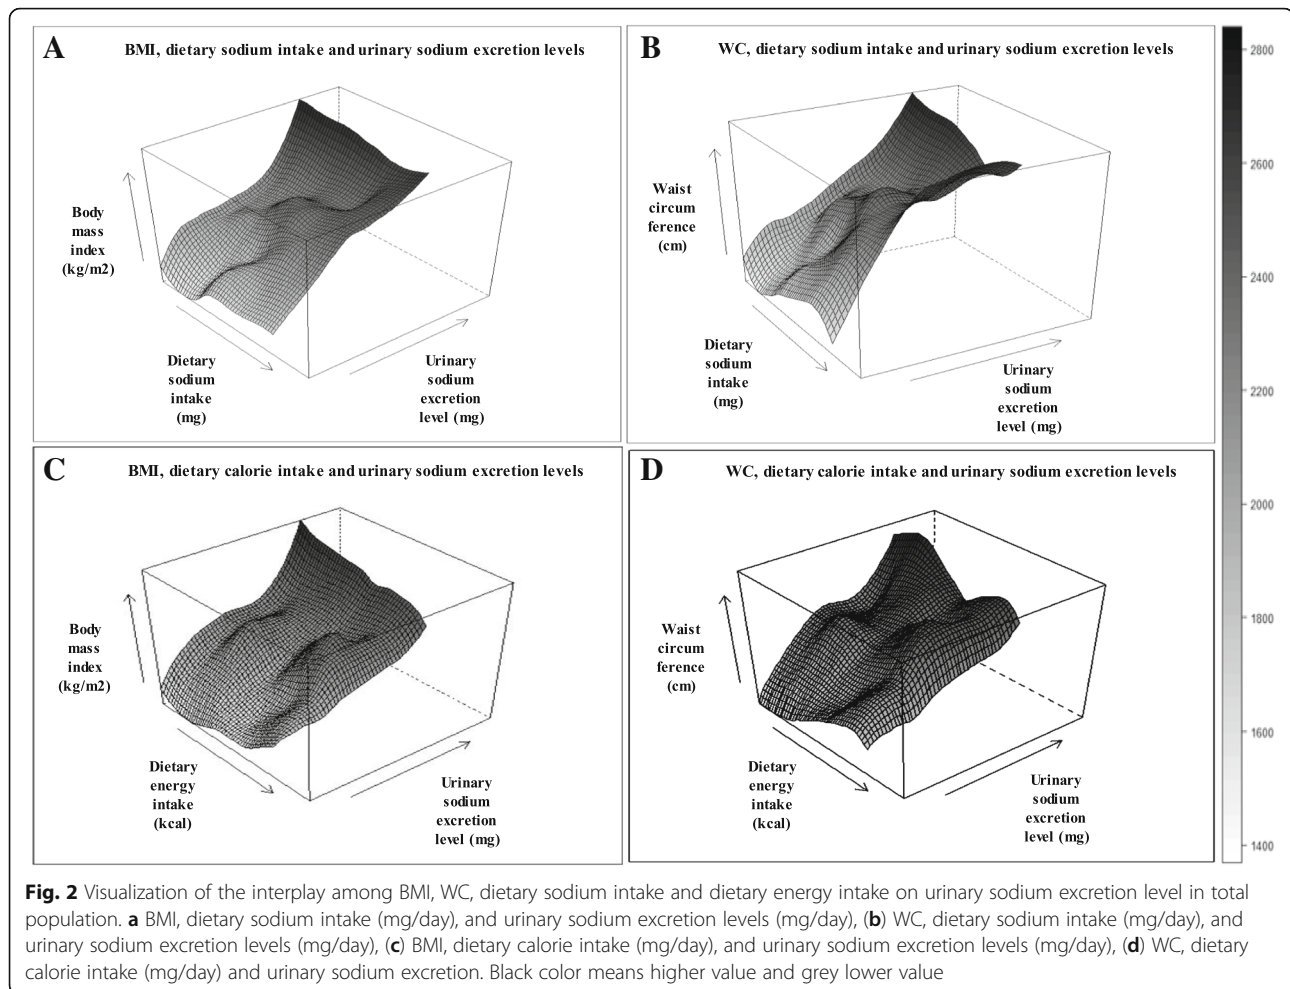 A
BMI, dietary sodium intake and urinary sodium excretion levels
Body
mass
index
(kg/m2)
Dietary
sodium
intake
(mg)
Urinary
sodium
excretion
level (mg)
B
WC, dietary sodium intake and urinary sodium excretion levels
Waist
circum
ference
(cm)
Dietary
sodium
intake
(mg)
Urinary
sodium
excretion
level (mg)
2800
2600
2400
2200
2000
1800
1600
1400
C
BMI, dietary calorie intake and urinary sodium excretion levels
Body
mass
index
(kg/m2)
Dietary
energy
intake
(kcal)
Urinary
sodium
excretion
level (mg)
D
WC, dietary calorie intake and urinary sodium excretion levels
Waist
circum
ference
(cm)
Dietary
energy
intake
(kcal)
Urinary
sodium
excretion
level (mg)
Fig. 2 Visualization of the interplay among BMI, WC, dietary sodium intake and dietary energy intake on urinary sodium excretion level in total
population. a BMI, dietary sodium intake (mg/day), and urinary sodium excretion levels (mg/day), (b) WC, dietary sodium intake (mg/day), and
urinary sodium excretion levels (mg/day), (c) BMI, dietary calorie intake (mg/day), and urinary sodium excretion levels (mg/day), (d) WC, dietary
calorie intake (mg/day) and urinary sodium excretion. Black color means higher value and grey lower value